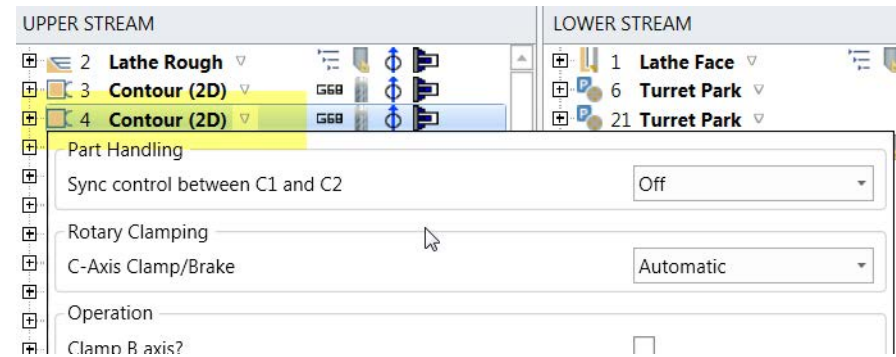 UPPER STREAM
LOWER STREAM
2 Lathe Rough
1 Lathe Face
3 Contour (2D) G68
P 6 Turret Park
4 Contour (2D) G68
P 21 Turret Park
Part Handling
Sync control between C1 and C2 Off
Rotary Clamping
C-Axis Clamp/Brake Automatic
Operation
Clamp B axis?